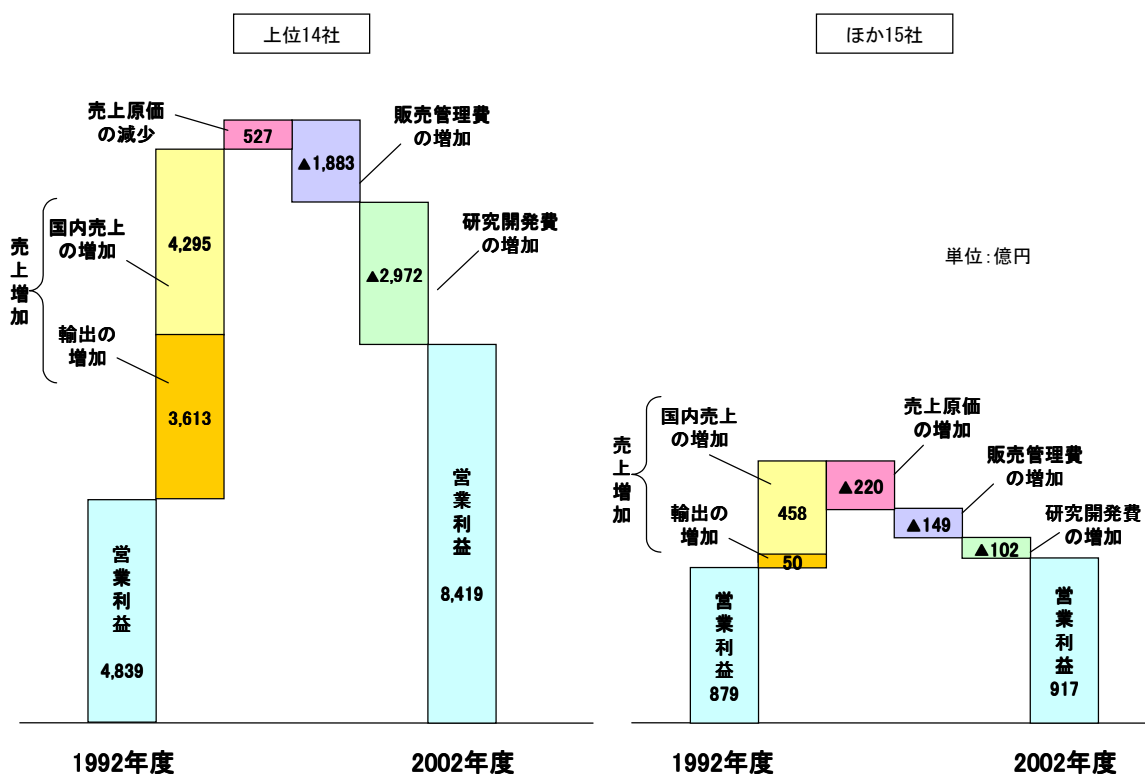 上位14社
売上原価
の減少
527
▲1,883
販売管理費
の増加
売上増加
国内売上
の増加
4,295
▲2,972
研究開発費
の増加
輸出の
増加
3,613
営業利益
4,839
営業利益
8,419
1992年度
2002年度
ほか15社
単位：億円
売上増加
国内売上
の増加
458
輸出の
増加
50
売上原価
の増加
▲220
販売管理費
の増加
▲149
研究開発費
の増加
▲102
営業利益
879
営業利益
917
1992年度
2002年度